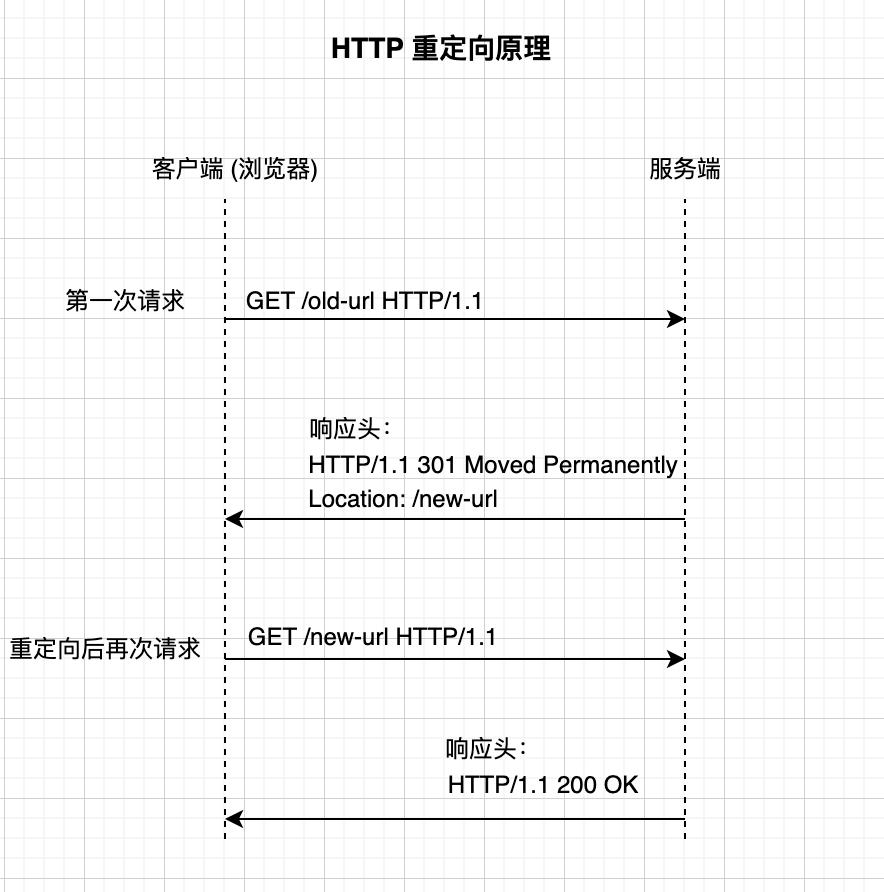 HTTP 重定向原理
客户端 (浏览器)
服务端
第一次请求
GET /old-url HTTP/1.1
响应头：
HTTP/1.1 301 Moved Permanently
Location: /new-url
重定向后再次请求
GET /new-url HTTP/1.1
响应头：
HTTP/1.1 200 OK